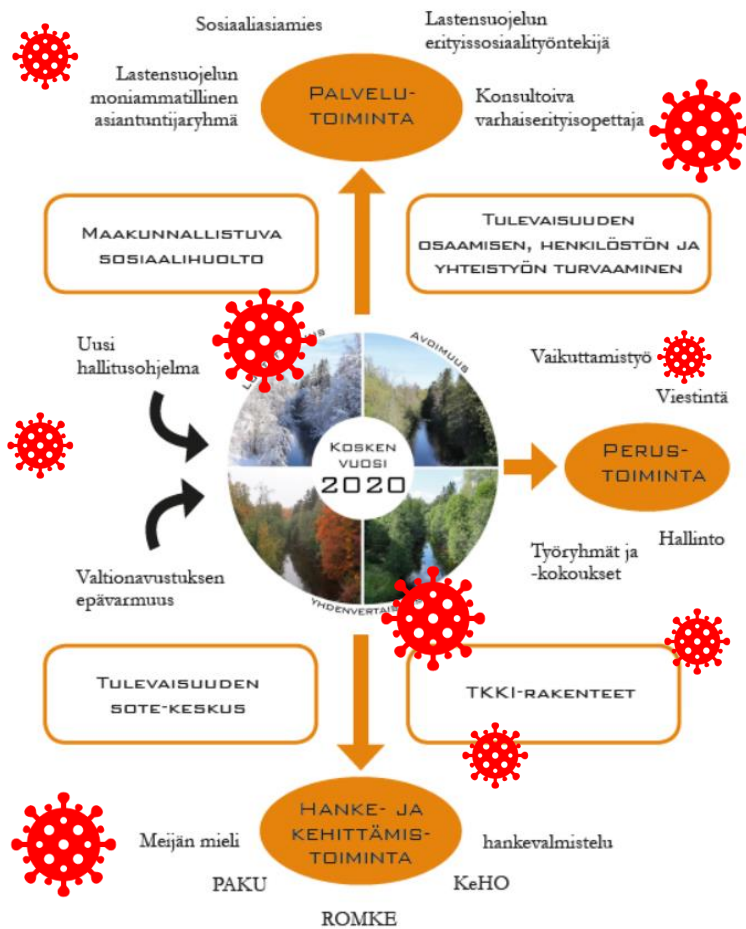 Sosiaaliasiamies
Lastensuojelun
erityissosiaalityöntekijä
Lastensuojelun
moniammatillinen
asiantuntijaryhmä
PALVELU-
TOIMINTA
Konsultoiva
varhaiserityisopettaja
MAAKUNNALLISTUVA
SOSIAALIHUOLTO
TULEVAISUUDEN
OSAAMISEN, HENKILÖSTÖN JA
YHTEISTYÖN TURVAAMINEN
Uusi
hallitusohjelma
AVOIMUUS
Vaikuttamistyö
Viestintä
KOSKEN
VUOSI
2020
PERUS-
TOIMINTA
Hallinto
Työryhmät ja
-kokoukset
Valtionavustuksen
epävarmuus
TULEVAISUUDEN
SOTE-KESKUS
TKKI-RAKENTEET
HANKE- JA
KEHITTÄMIS-
TOIMINTA
Meijän mieli
hankevalmistelu
PAKU
KeHO
ROMKE